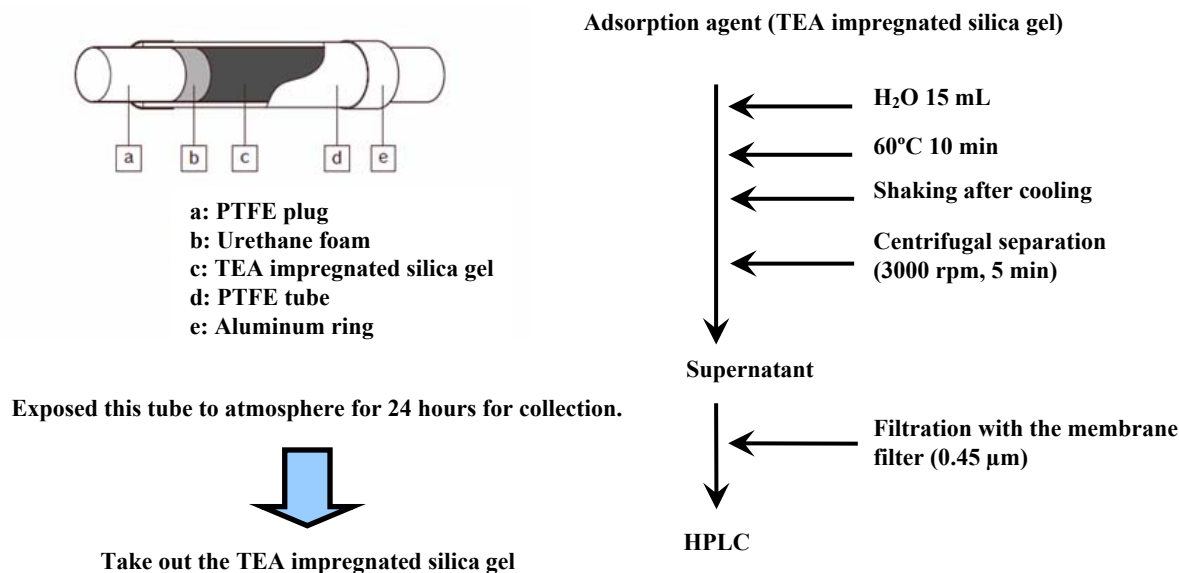 a
b
c
d
e
a: PTFE plug
b: Urethane foam
c: TEA impregnated silica gel
d: PTFE tube
e: Aluminum ring
Exposed this tube to atmosphere for 24 hours for collection.
Take out the TEA impregnated silica gel
Adsorption agent (TEA impregnated silica gel)
H₂O 15 mL
60ºC 10 min
Shaking after cooling
Centrifugal separation
(3000 rpm, 5 min)
Supernatant
Filtration with the membrane
filter (0.45 µm)
HPLC